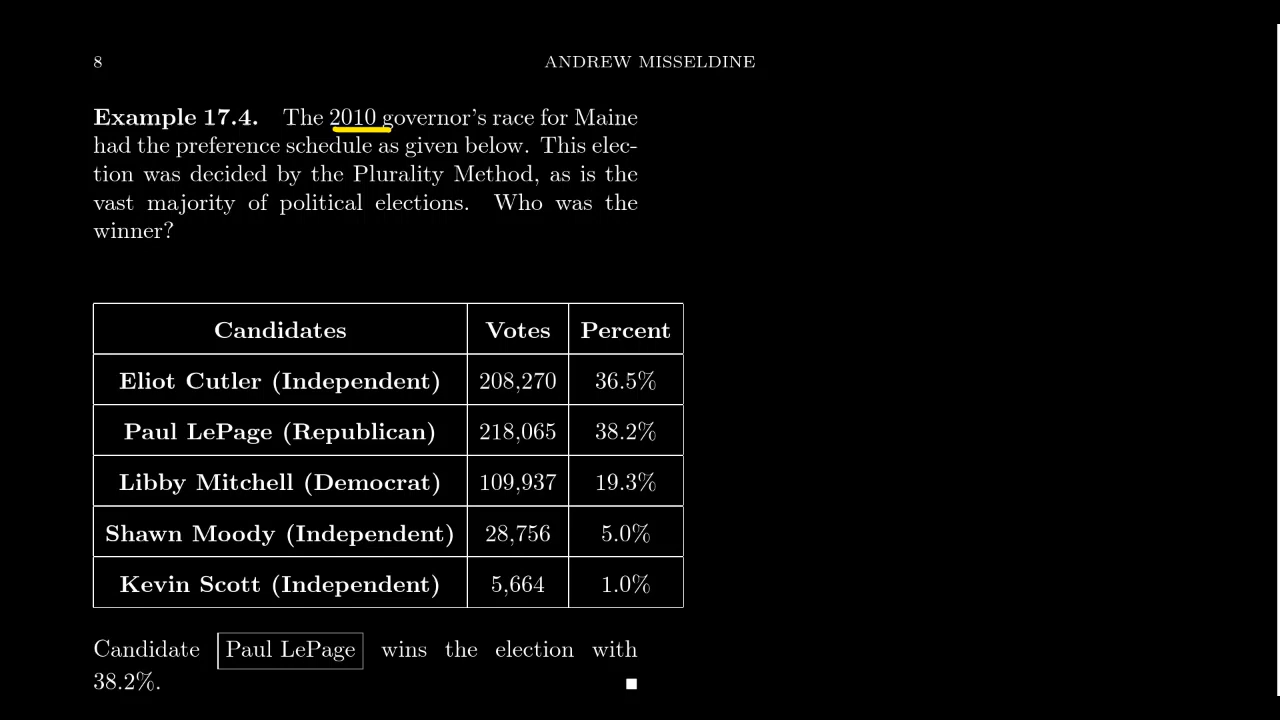 8 ANDREW MISSELDINE
Example 17.4. The 2010 governor's race for Maine
had the preference schedule as given below. This elec-
tion was decided by the Plurality Method, as is the
vast majority of political elections. Who was the
winner?
Candidates Votes Percent
Eliot Cutler (Independent) 208,270 36.5%
Paul LePage (Republican) 218,065 38.2%
Libby Mitchell (Democrat) 109,937 19.3%
Shawn Moody (Independent) 28,756 5.0%
Kevin Scott (Independent) 5,664 1.0%
Candidate Paul LePage wins the election with
38.2%.